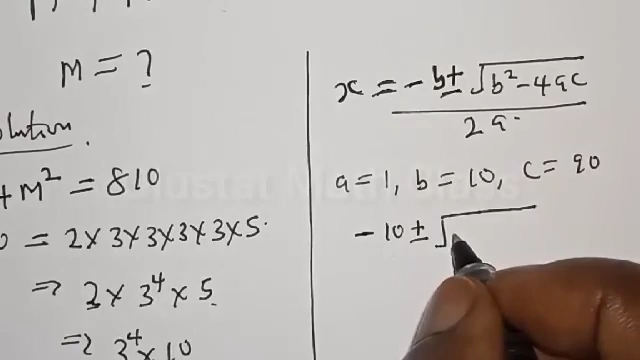 m = ?
lution.
+ m² = 810
0 = 2×3×3×3×3×5.
⇒ 2 × 3⁴ × 5
⇒ 3⁴ × 10
x = -b ± √b² - 4ac
2a
a = 1, b = 10, c = 90
-10 ± √